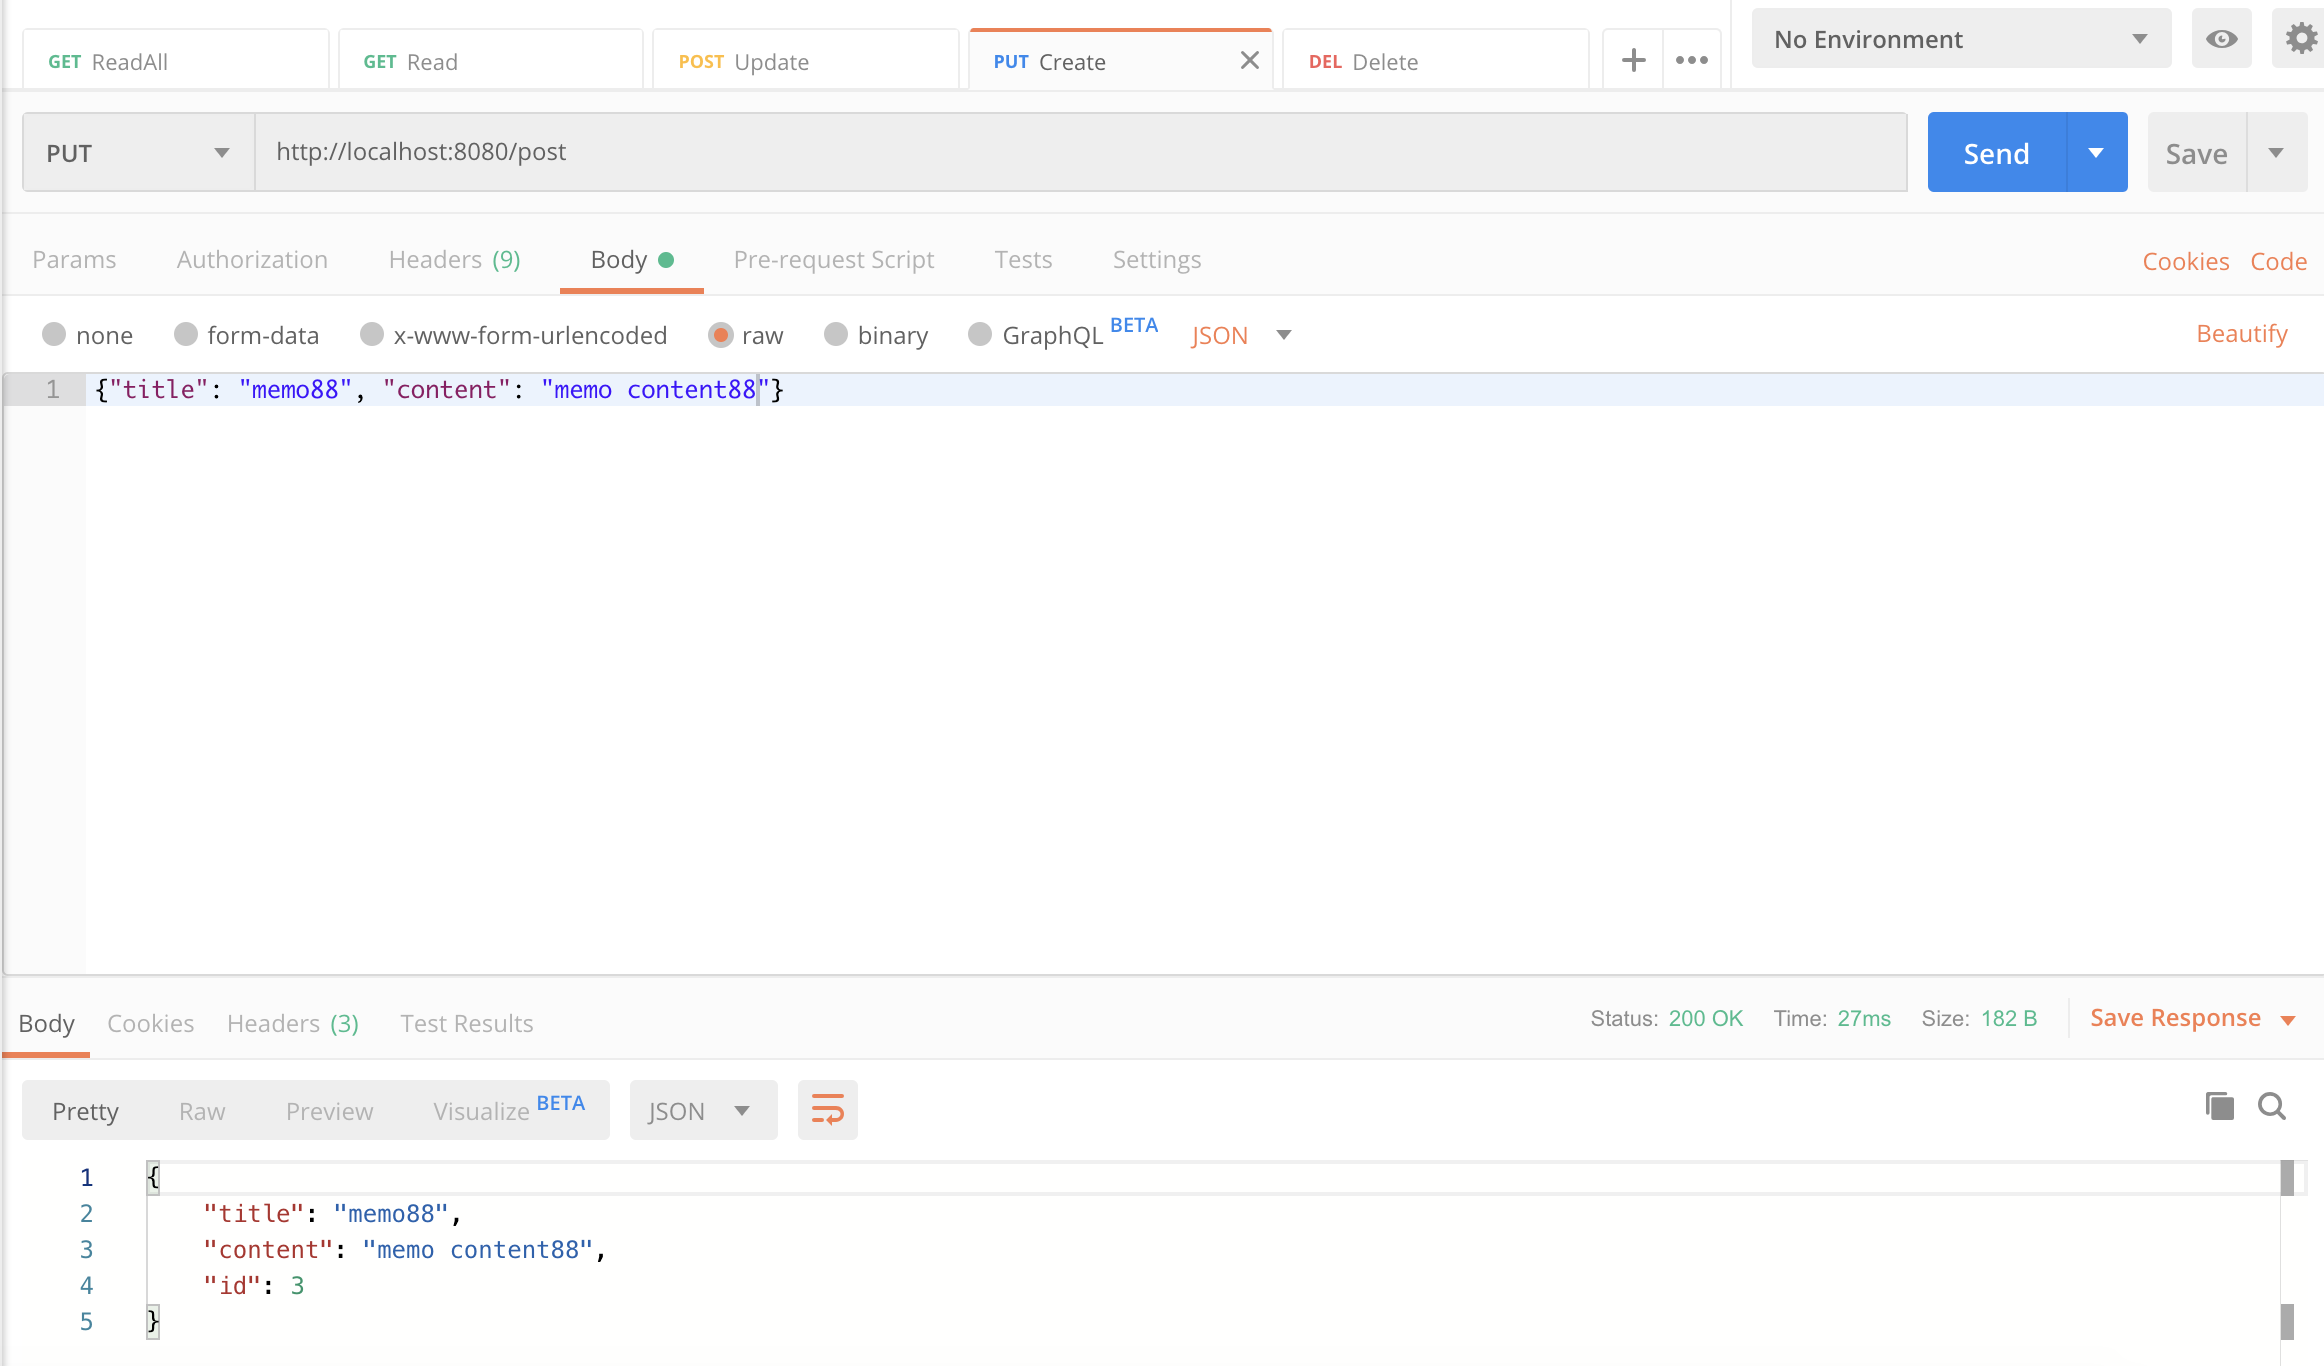 GET ReadAll GET Read POST Update PUT Create DEL Delete No Environment
PUT http://localhost:8080/post Send Save
Params Authorization Headers (9) Body Pre-request Script Tests Settings Cookies Code
none form-data x-www-form-urlencoded raw binary GraphQL BETA JSON Beautify
1 {"title": "memo88", "content": "memo content88"}
Body Cookies Headers (3) Test Results Status: 200 OK Time: 27ms Size: 182 B Save Response
Pretty Raw Preview Visualize BETA JSON
1 {
2 "title": "memo88",
3 "content": "memo content88",
4 "id": 3
5 }